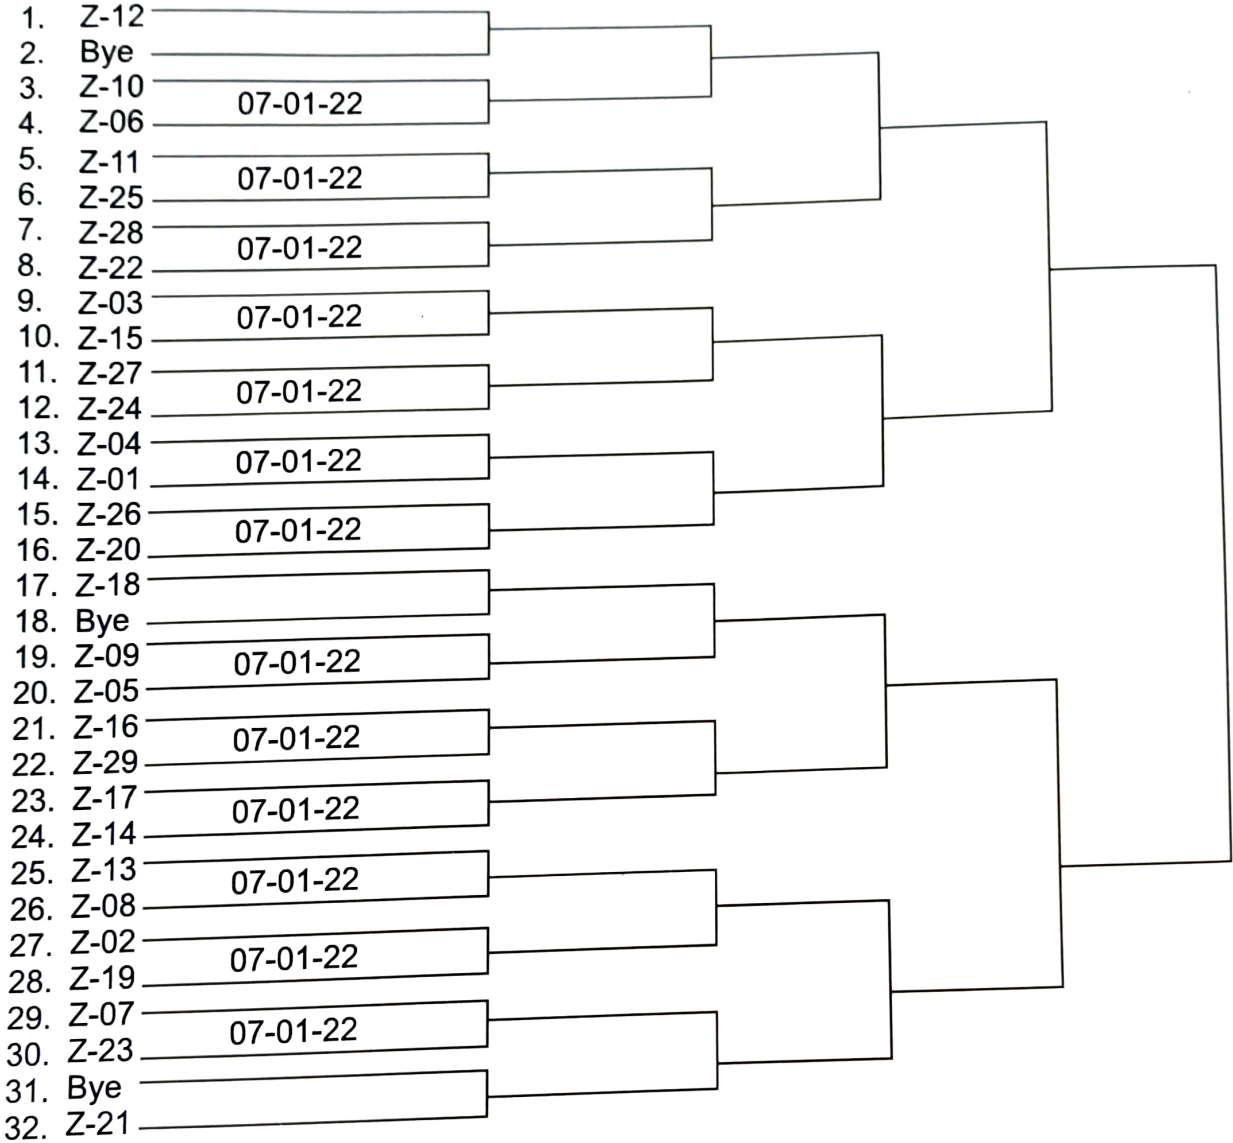 1. Z-12
2. Bye
3. Z-10
07-01-22
4. Z-06
5. Z-11
07-01-22
6. Z-25
7. Z-28
07-01-22
8. Z-22
9. Z-03
07-01-22
10. Z-15
11. Z-27
07-01-22
12. Z-24
13. Z-04
07-01-22
14. Z-01
15. Z-26
07-01-22
16. Z-20
17. Z-18
18. Bye
19. Z-09
07-01-22
20. Z-05
21. Z-16
07-01-22
22. Z-29
23. Z-17
07-01-22
24. Z-14
25. Z-13
07-01-22
26. Z-08
27. Z-02
07-01-22
28. Z-19
29. Z-07
07-01-22
30. Z-23
31. Bye
32. Z-21